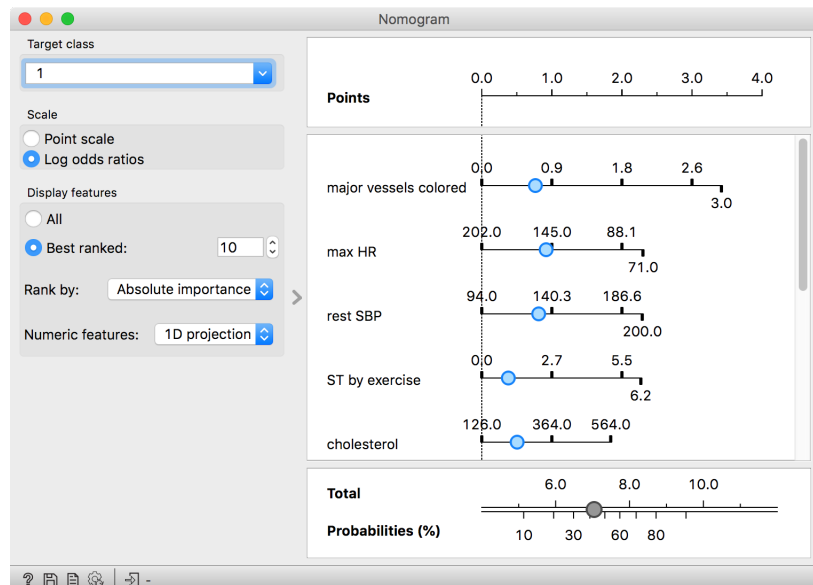 Nomogram
Target class
1
Scale
Point scale
Log odds ratios
Display features
All
Best ranked: 10
Rank by: Absolute importance
Numeric features: 1D projection
0.0 1.0 2.0 3.0 4.0
Points
0.0 0.9 1.8 2.6
major vessels colored
3.0
202.0 145.0 88.1
max HR
71.0
94.0 140.3 186.6
rest SBP
200.0
0.0 2.7 5.5
ST by exercise
6.2
126.0 364.0 564.0
cholesterol
6.0 8.0 10.0
Total
Probabilities (%)
10 30 60 80
? -